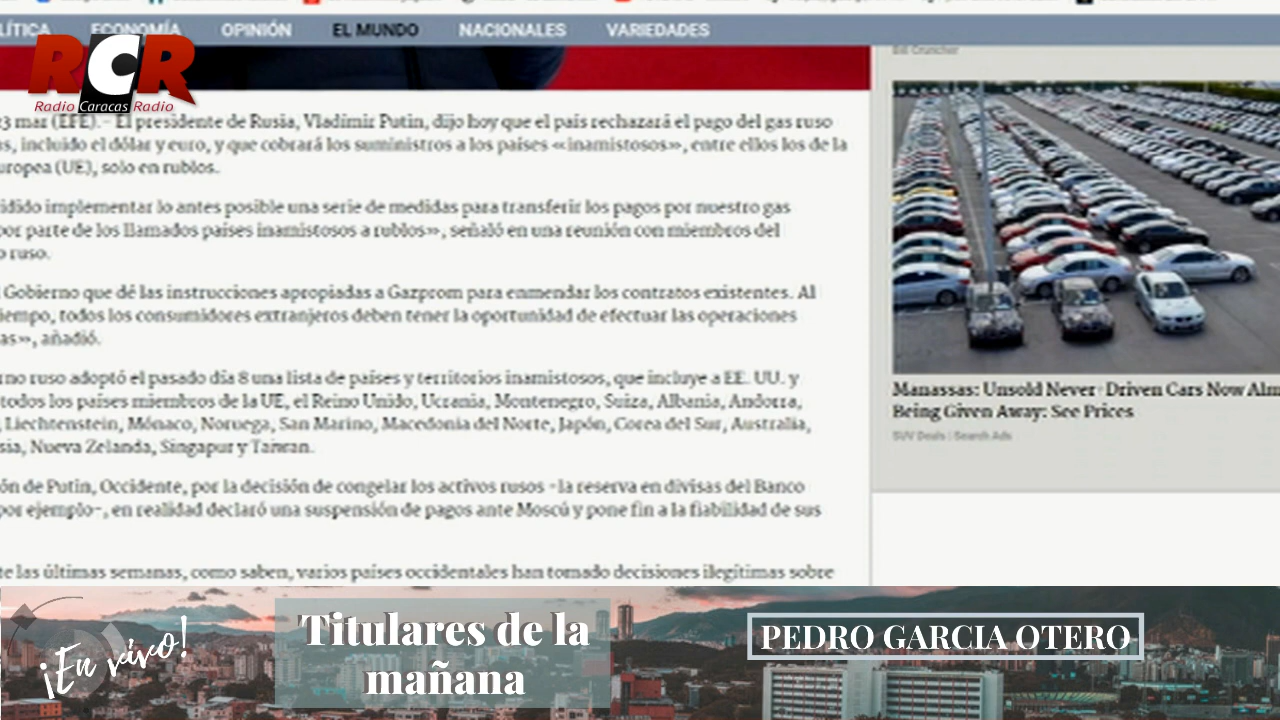 LÍTICA ECONOMÍA OPINIÓN EL MUNDO NACIONALES VARIEDADES
RCR
Radio Caracas Radio
23 mar (EFE).- El presidente de Rusia, Vladímir Putin, dijo hoy que el país rechazará el pago del gas ruso
s, incluido el dólar y euro, y que cobrará los suministros a los países «inamistosos», entre ellos los de la
uropea (UE), solo en rublos.
idido implementar lo antes posible una serie de medidas para transferir los pagos por nuestro gas
por parte de los llamados países inamistosos a rublos», señaló en una reunión con miembros del
o ruso.
Gobierno que dé las instrucciones apropiadas a Gazprom para enmendar los contratos existentes. Al
iempo, todos los consumidores extranjeros deben tener la oportunidad de efectuar las operaciones
as», añadió.
rno ruso adoptó el pasado día 8 una lista de países y territorios inamistosos, que incluye a EE. UU. y
todos los países miembros de la UE, el Reino Unido, Ucrania, Montenegro, Suiza, Albania, Andorra,
, Liechtenstein, Mónaco, Noruega, San Marino, Macedonia del Norte, Japón, Corea del Sur, Australia,
sia, Nueva Zelanda, Singapur y Taiwan.
ón de Putin, Occidente, por la decisión de congelar los activos rusos -la reserva en divisas del Banco
por ejemplo-, en realidad declaró una suspensión de pagos ante Moscú y pone fin a la fiabilidad de sus
te las últimas semanas, como saben, varios países occidentales han tomado decisiones ilegítimas sobre
Bill Cruncher
Manassas: Unsold Never-Driven Cars Now Alm
Being Given Away: See Prices
SUV Deals | Search Ads
¡En vivo!
Titulares de la
mañana
PEDRO GARCIA OTERO